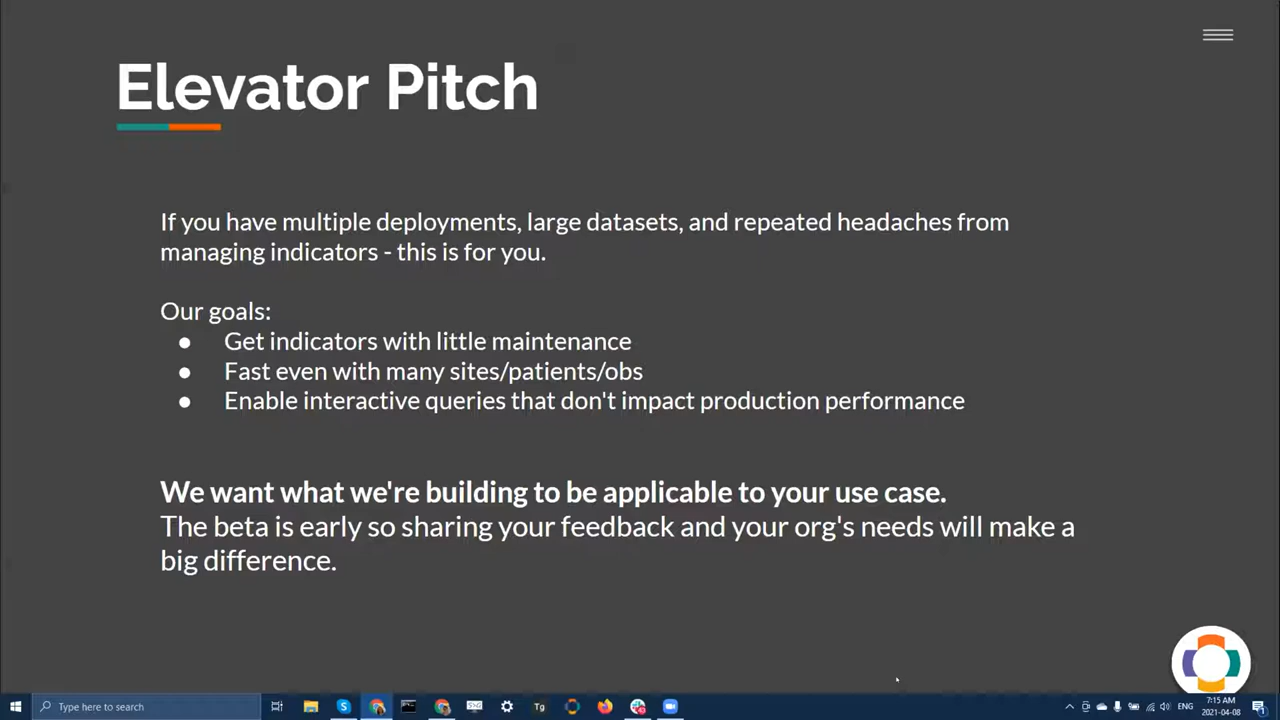 Elevator Pitch
If you have multiple deployments, large datasets, and repeated headaches from
managing indicators - this is for you.
Our goals:
● Get indicators with little maintenance
● Fast even with many sites/patients/obs
● Enable interactive queries that don't impact production performance
We want what we're building to be applicable to your use case.
The beta is early so sharing your feedback and your org's needs will make a
big difference.
Type here to search
Tg
ENG
7:15 AM
2021-04-08